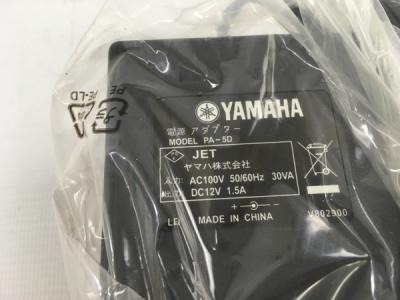 YAMAHA
電源 アダプター
MODEL PA-5D
JET
ヤマハ株式会社
入力: AC100V 50/60Hz 30VA
出力: DC12V 1.5A
MADE IN CHINA
V802900
PE-LD